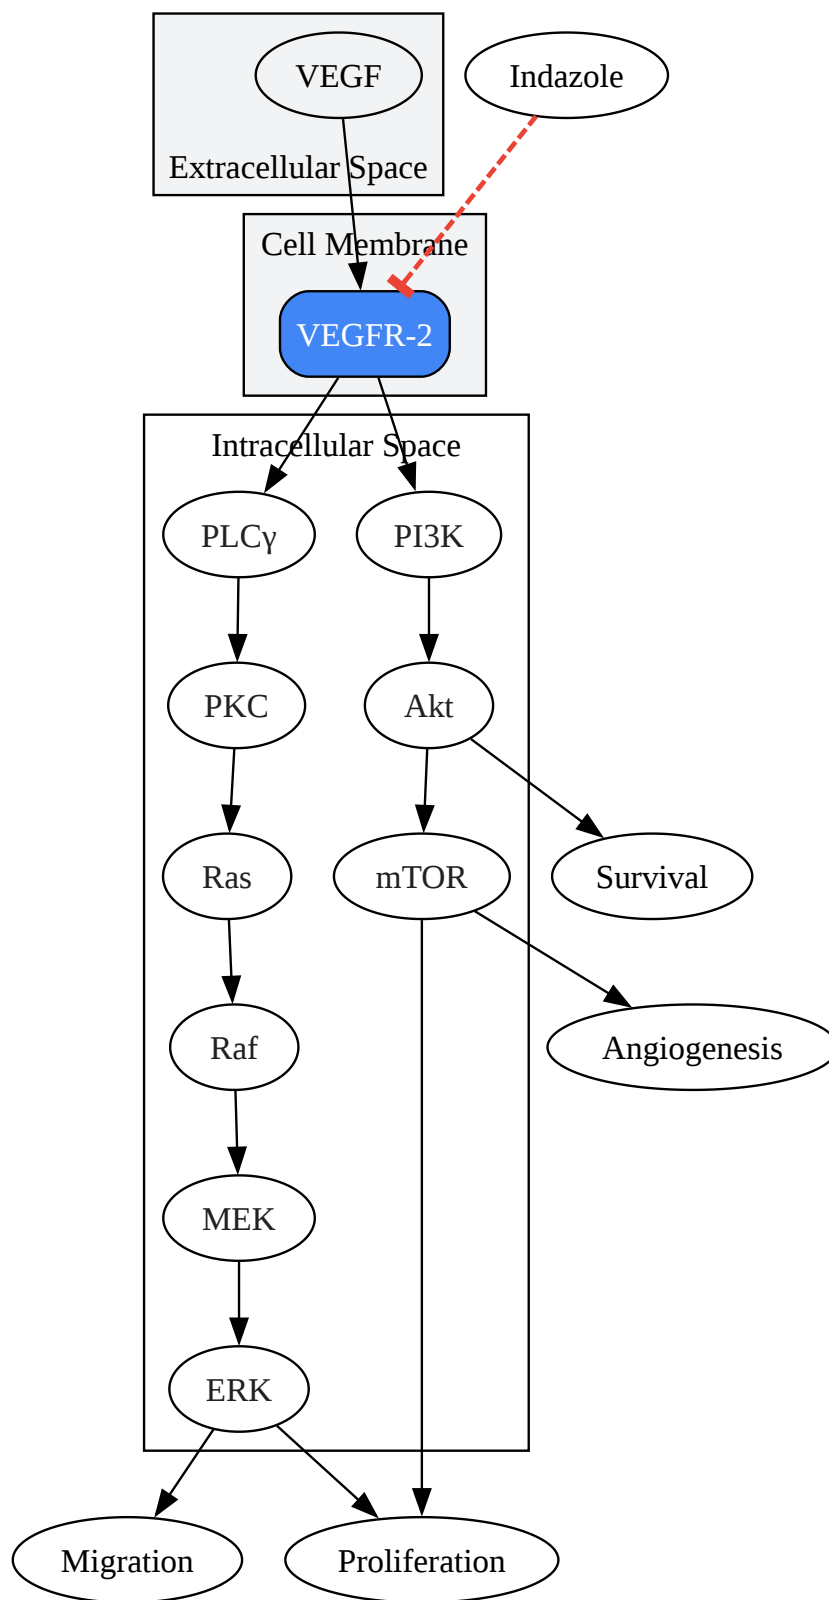 VEGF
Indazole
Extracellular Space
Cell Membrane
VEGFR-2
Intracellular Space
PLCγ
PI3K
PKC
Akt
Ras
mTOR
Survival
Raf
Angiogenesis
MEK
ERK
Migration
Proliferation